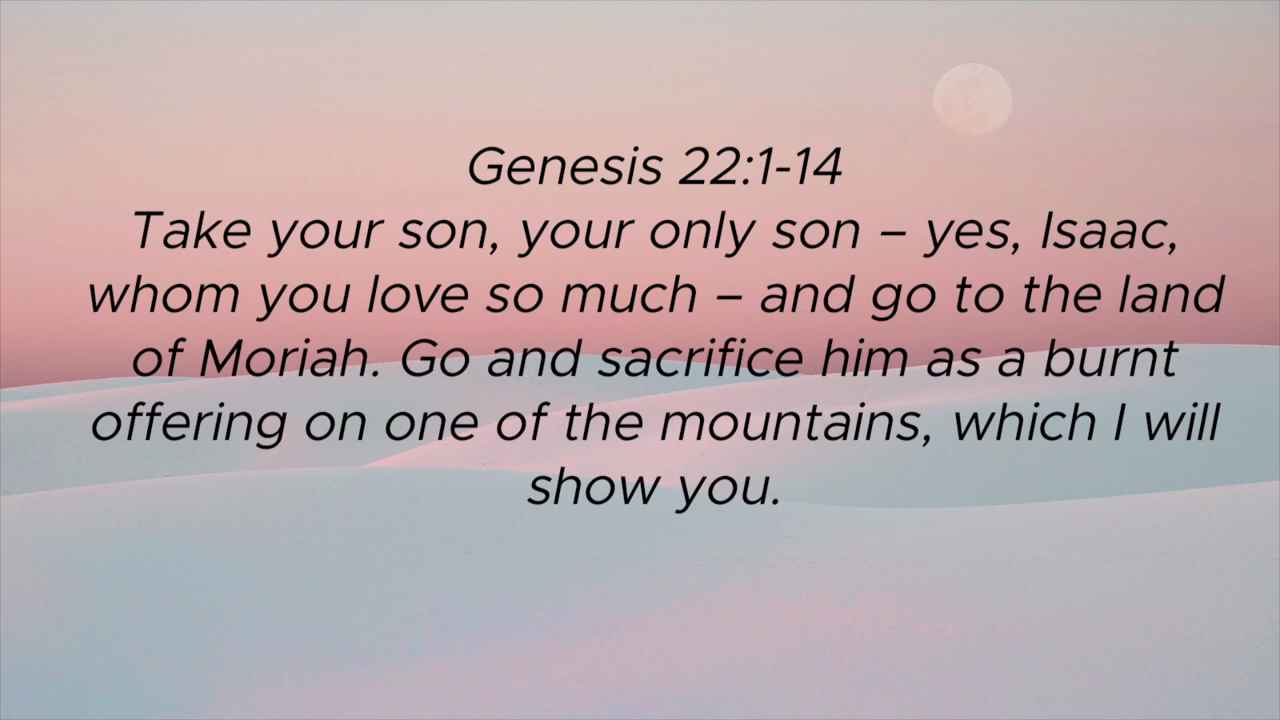 Genesis 22:1-14
Take your son, your only son – yes, Isaac,
whom you love so much – and go to the land
of Moriah. Go and sacrifice him as a burnt
offering on one of the mountains, which I will
show you.